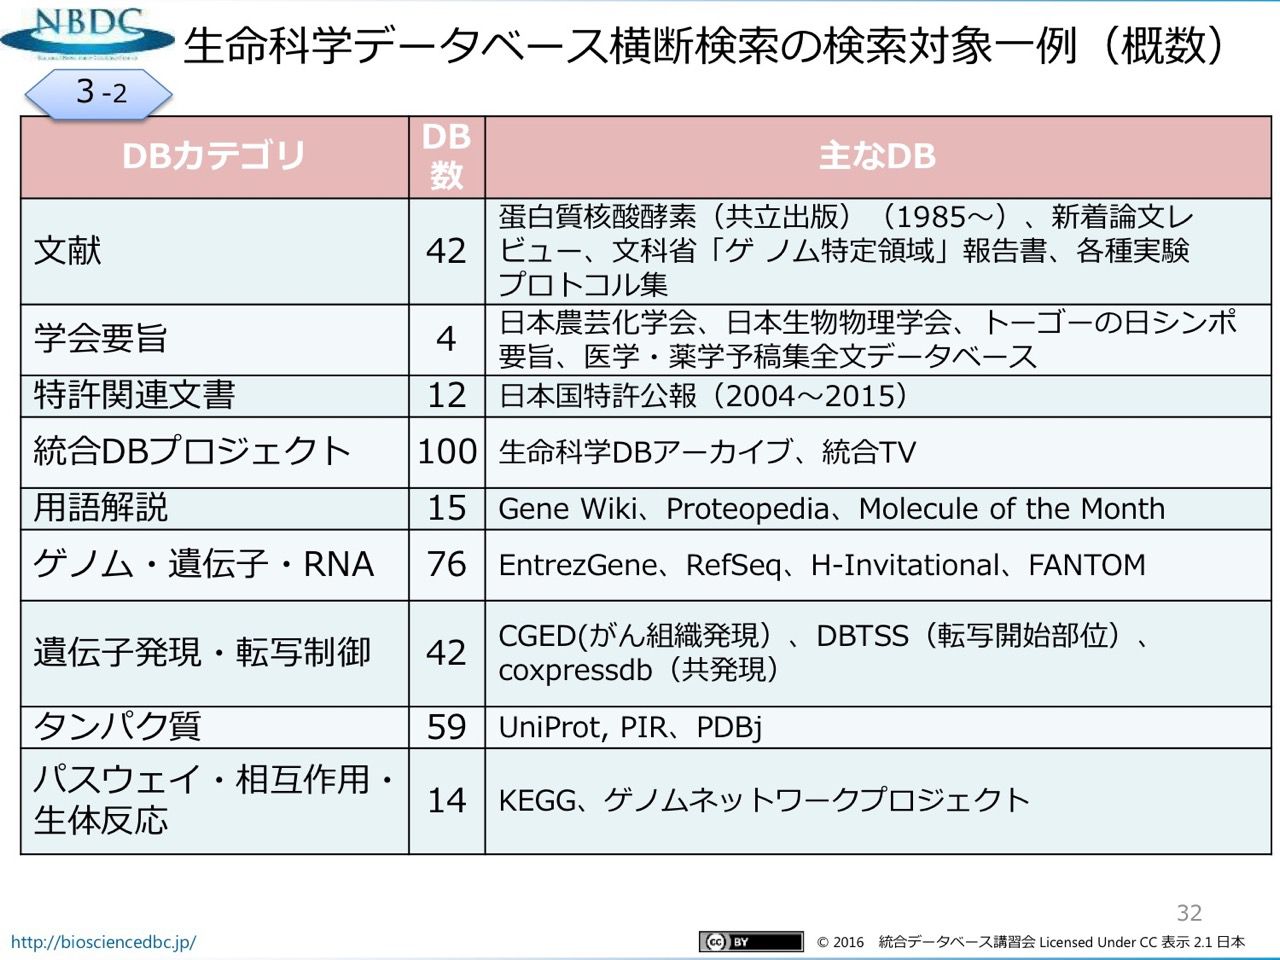 NBDC
生命科学データベース横断検索の検索対象一例（概数）
3 -2
DBカテゴリ
DB
数
主なDB
文献
42
蛋白質核酸酵素（共立出版）（1985～）、新着論文レ
ビュー、文科省「ゲ ノム特定領域」報告書、各種実験
プロトコル集
学会要旨
4
日本農芸化学会、日本生物物理学会、トーゴーの日シンポ
要旨、医学・薬学予稿集全文データベース
特許関連文書
12
日本国特許公報（2004～2015）
統合DBプロジェクト
100
生命科学DBアーカイブ、統合TV
用語解説
15
Gene Wiki、Proteopedia、Molecule of the Month
ゲノム・遺伝子・RNA
76
EntrezGene、RefSeq、H-Invitational、FANTOM
遺伝子発現・転写制御
42
CGED(がん組織発現）、DBTSS（転写開始部位）、
coxpressdb（共発現）
タンパク質
59
UniProt, PIR、PDBj
パスウェイ・相互作用・
生体反応
14
KEGG、ゲノムネットワークプロジェクト
32
http://biosciencedbc.jp/
cc BY
© 2016　統合データベース講習会 Licensed Under CC 表示 2.1 日本